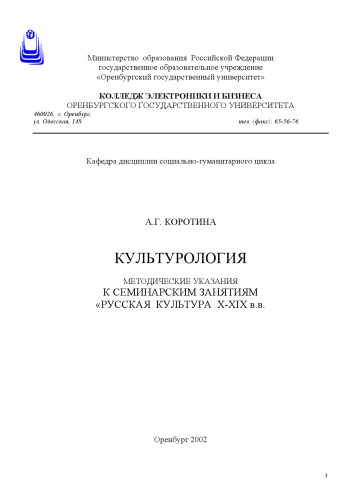 Министерство образования Российской Федерации
государственное образовательное учреждение
«Оренбургский государственный университет»
КОЛЛЕДЖ ЭЛЕКТРОНИКИ И БИЗНЕСА
ОРЕНБУРГСКОГО ГОСУДАРСТВЕННОГО УНИВЕРСИТЕТА
460026, г. Оренбург,
ул. Одесская, 148 тел. (факс): 65-56-76
Кафедра дисциплин социально-гуманитарного цикла
А.Г. КОРОТИНА
КУЛЬТУРОЛОГИЯ
МЕТОДИЧЕСКИЕ УКАЗАНИЯ
К СЕМИНАРСКИМ ЗАНЯТИЯМ
«РУССКАЯ КУЛЬТУРА X-XIX в.в.
Оренбург 2002